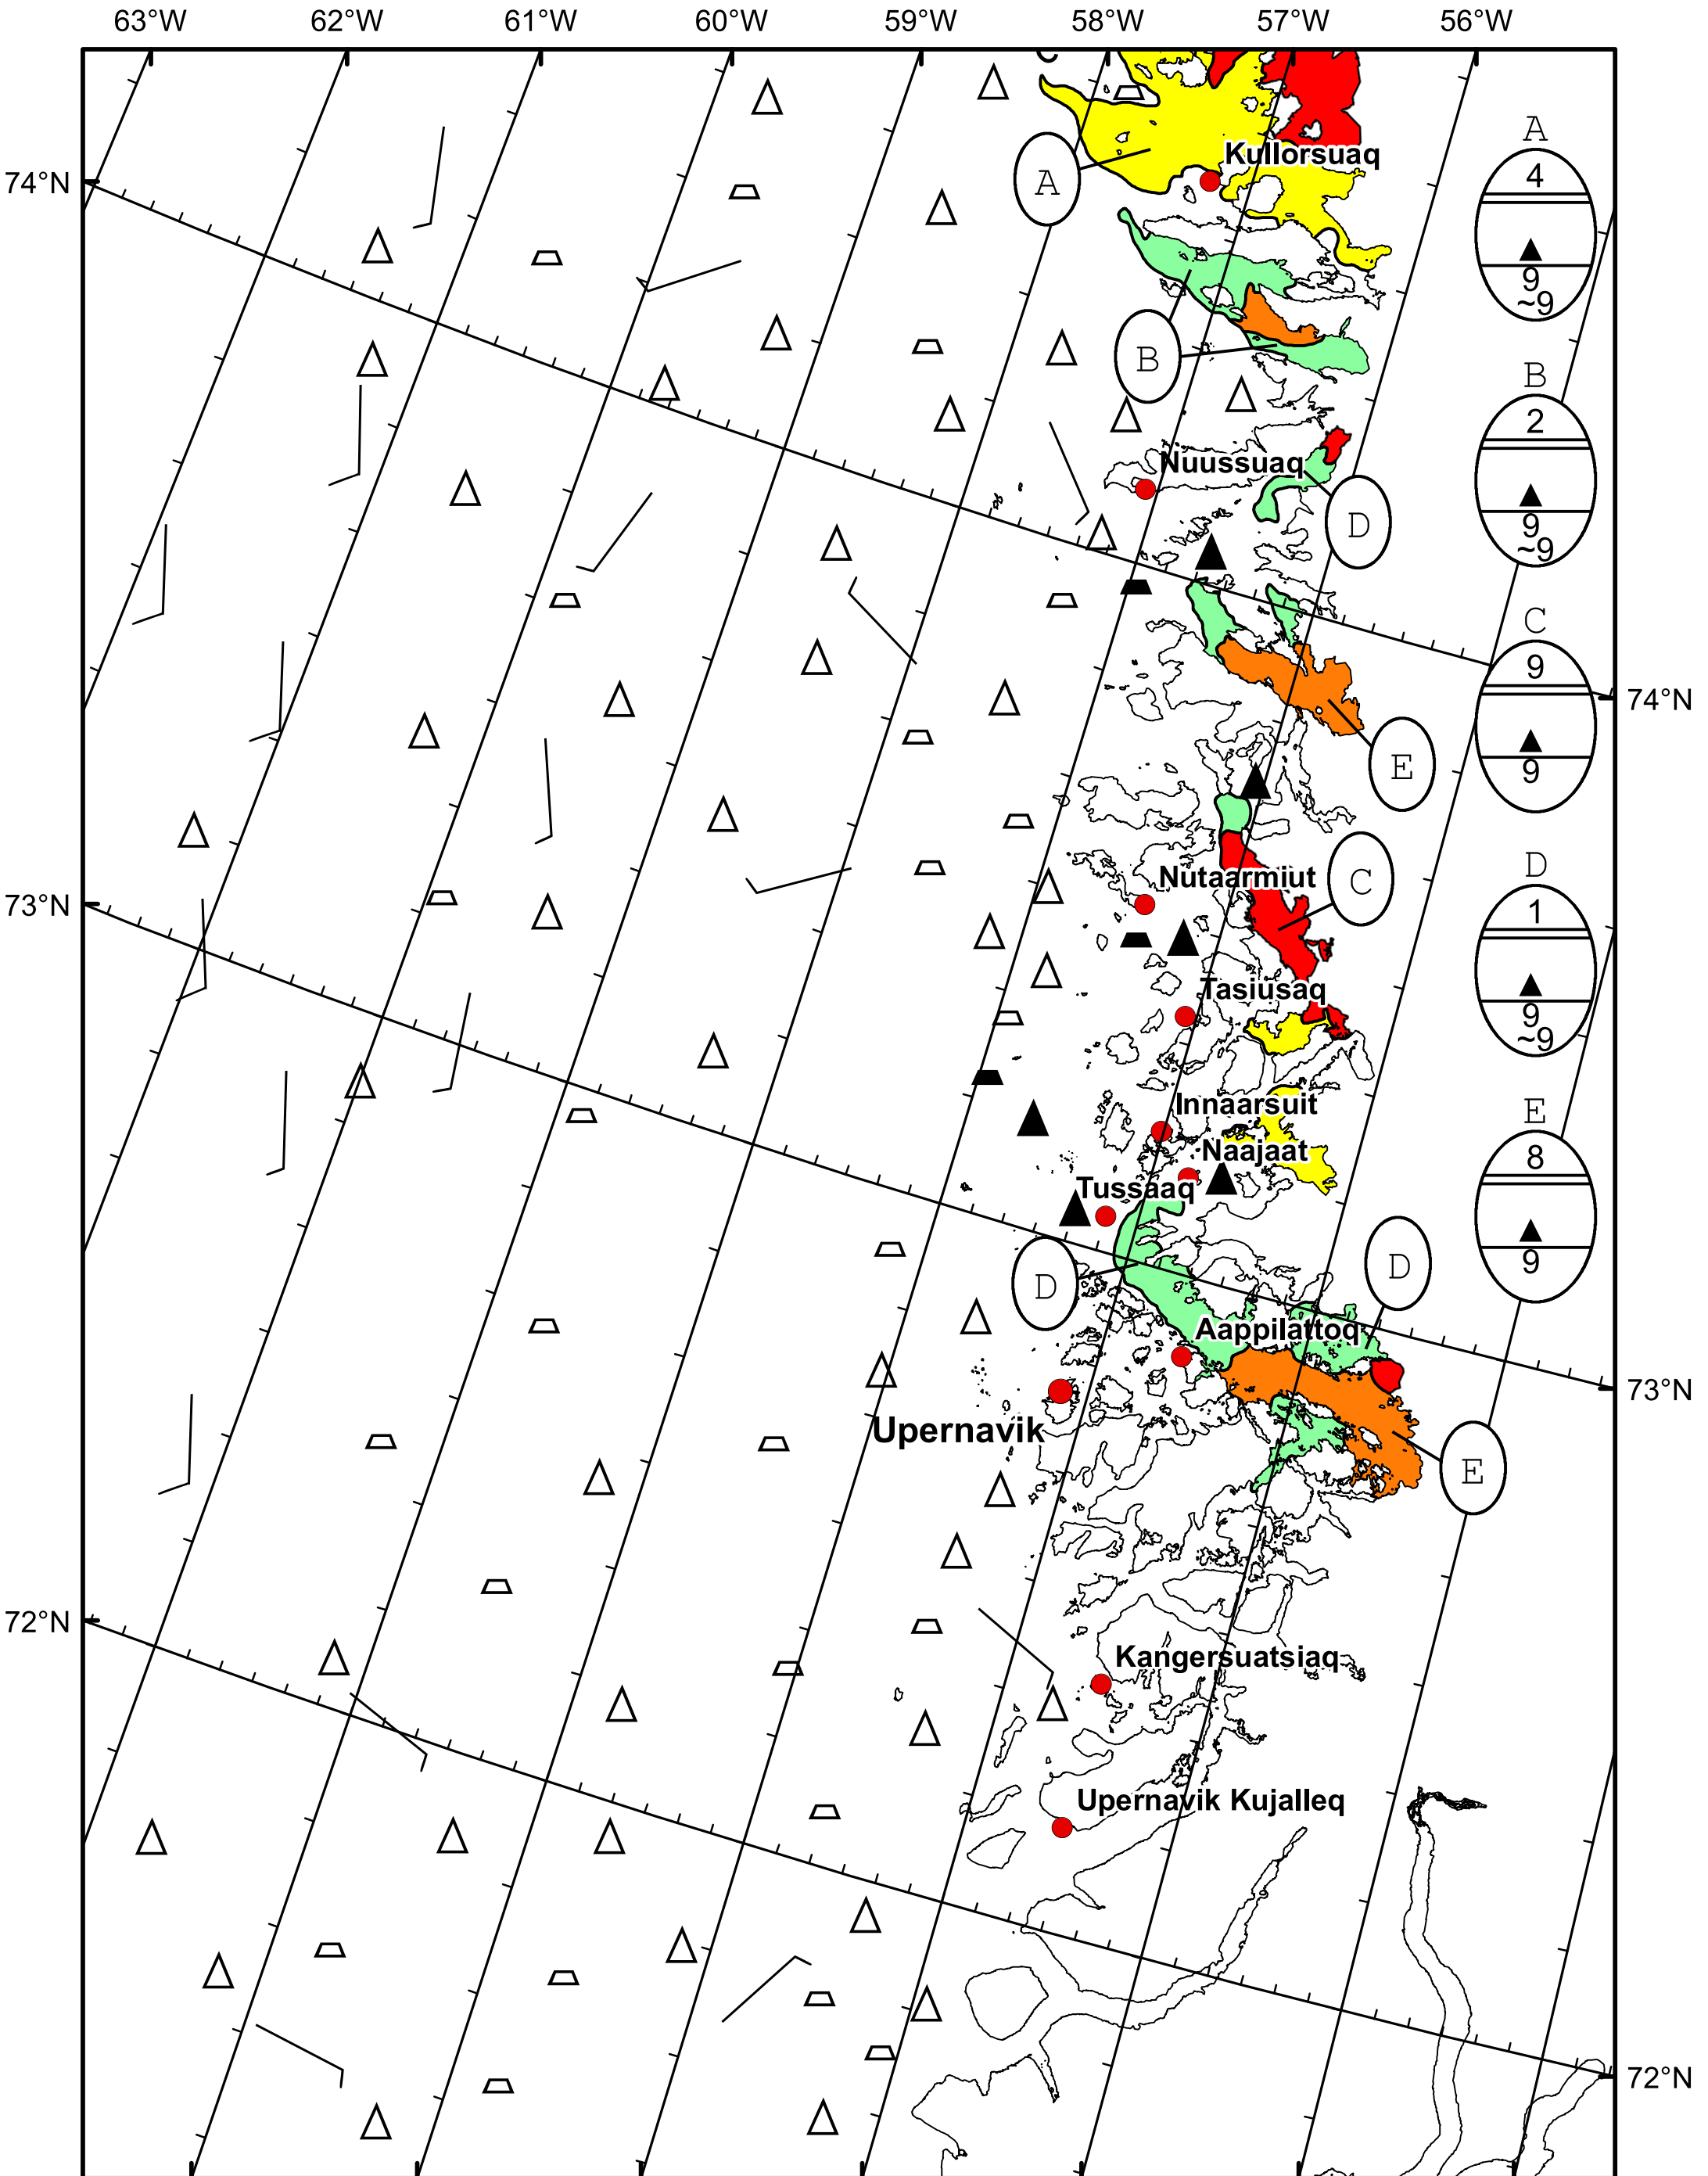 63°W 62°W 61°W 60°W 59°W 58°W 57°W 56°W
A
4
9
~9
74°N
Kullorsuaq
A
B
B
2
9
~9
Nuussuaq
D
C
9
9
74°N
E
D
1
9
~9
73°N
Nutaarmiut
C
Tasiusaq
E
8
9
Innaarsuit
Naajaat
Tussaaq
D
D
Aappilattoq
73°N
Upernavik
E
72°N
Kangersuatsiaq
Upernavik Kujalleq
72°N